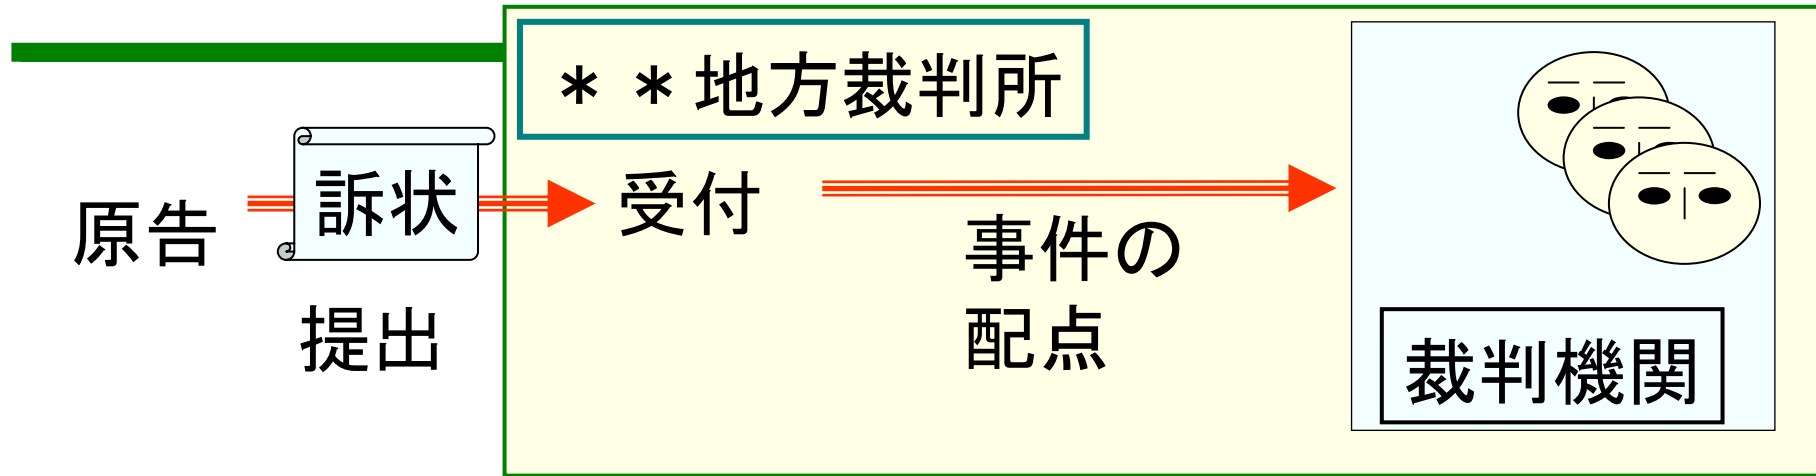 ＊＊地方裁判所
原告
訴状
提出
受付
事件の
配点
裁判機関